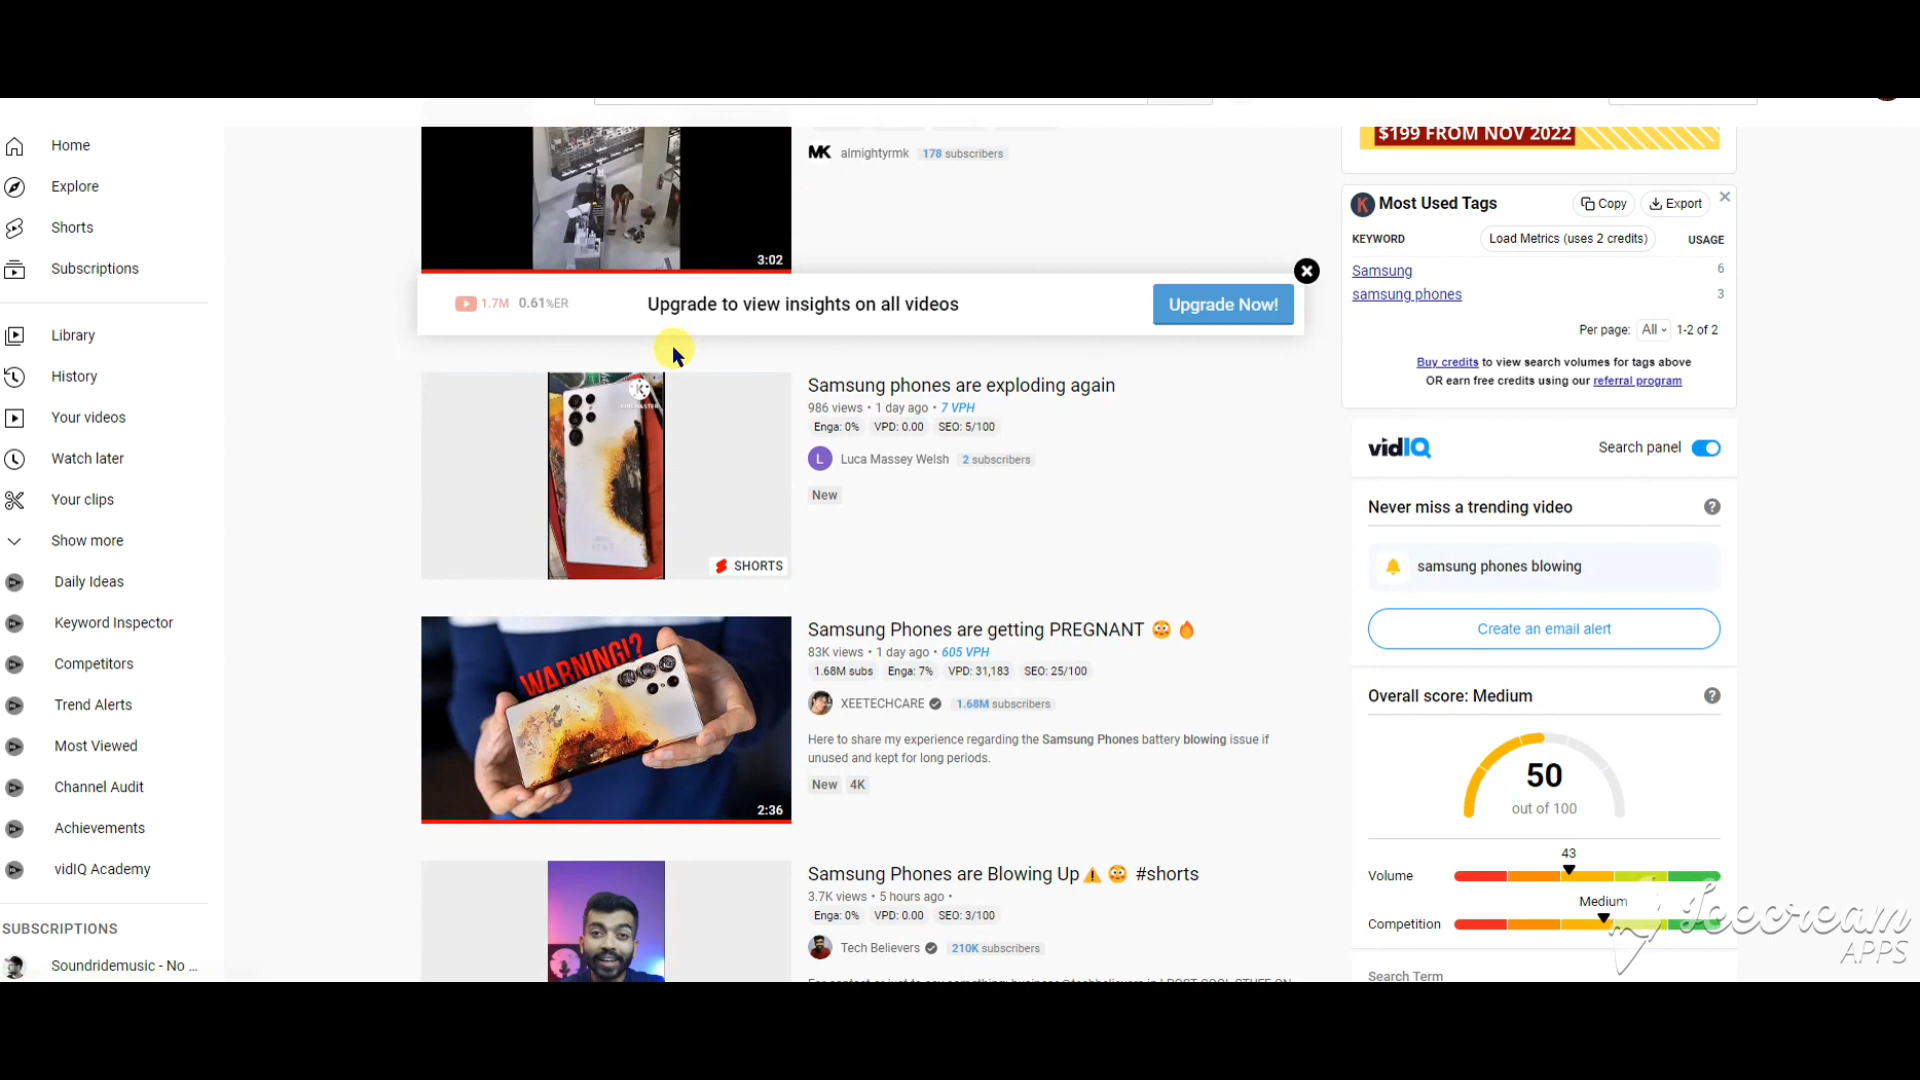 Home
Explore
Shorts
Subscriptions
Library
History
Your videos
Watch later
Your clips
Show more
Daily Ideas
Keyword Inspector
Competitors
Trend Alerts
Most Viewed
Channel Audit
Achievements
vidIQ Academy
SUBSCRIPTIONS
Soundridemusic - No ...
3:02
MK almightyrmk 178 subscribers
1.7M 0.61%ER Upgrade to view insights on all videos Upgrade Now!
SHORTS
Samsung phones are exploding again
986 views • 1 day ago • 7 VPH
Enga: 0% VPD: 0.00 SEO: 5/100
L Luca Massey Welsh 2 subscribers
New
WARNING!?
2:36
Samsung Phones are getting PREGNANT 😳 🔥
83K views • 1 day ago • 605 VPH
1.68M subs Enga: 7% VPD: 31,183 SEO: 25/100
XEETECHCARE 1.68M subscribers
Here to share my experience regarding the Samsung Phones battery blowing issue if
unused and kept for long periods.
New 4K
Samsung Phones are Blowing Up⚠️ 😳 #shorts
3.7K views • 5 hours ago •
Enga: 0% VPD: 0.00 SEO: 3/100
Tech Believers 210K subscribers
$199 FROM NOV 2022
K Most Used Tags Copy Export
KEYWORD Load Metrics (uses 2 credits) USAGE
Samsung 6
samsung phones 3
Per page: All 1-2 of 2
Buy credits to view search volumes for tags above
OR earn free credits using our referral program
vidIQ Search panel
Never miss a trending video ?
samsung phones blowing
Create an email alert
Overall score: Medium ?
50
out of 100
43
Volume
Medium
Competition
Search Term
Icecream
APPS